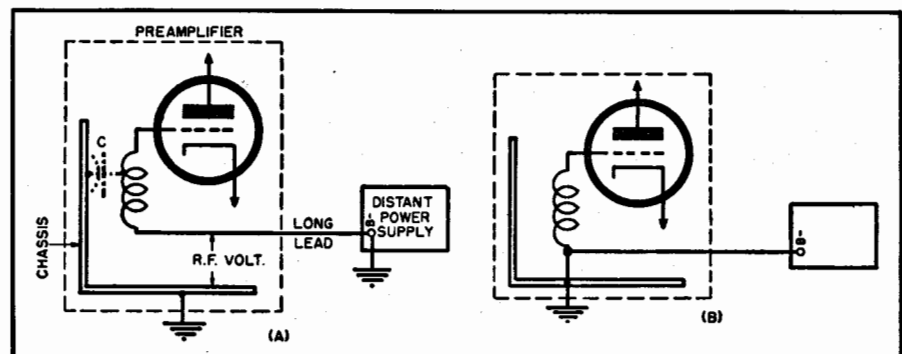 PREAMPLIFIER
C
CHASSIS
R.F. VOLT.
LONG
LEAD
B-
DISTANT
POWER
SUPPLY
(A)
B-
(B)